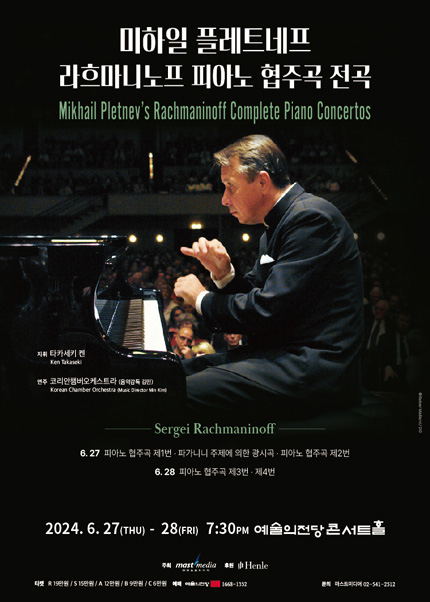 미하일 플레트네프
라흐마니노프 피아노 협주곡 전곡
Mikhail Pletnev's Rachmaninoff Complete Piano Concertos
지휘 타카세키 켄
Ken Takaseki
연주 코리안챔버오케스트라 (음악감독 김민)
Korean Chamber Orchestra (Music Director Min Kim)
Sergei Rachmaninoff
6. 27 피아노 협주곡 제1번 · 파가니니 주제에 의한 광시곡 · 피아노 협주곡 제2번
6. 28 피아노 협주곡 제3번 · 제4번
2024. 6. 27(THU) - 28(FRI) 7:30PM 예술의전당 콘서트홀
주최 mast media 후원 Henle
티켓 R 19만원 / S 15만원 / A 12만원 / B 9만원 / C 6만원 예매 예술의전당 1668-1352 문의 마스트미디어 02-541-2512